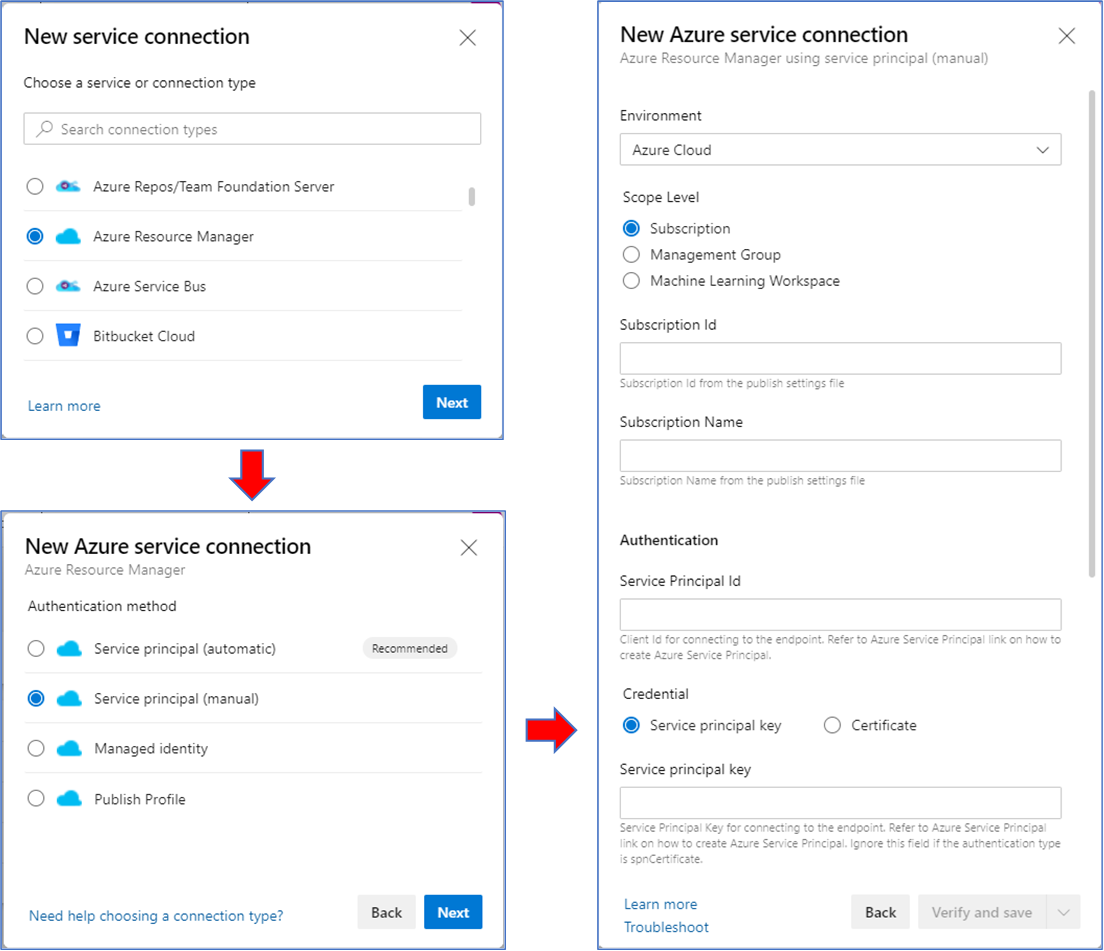 New service connection
Choose a service or connection type
Search connection types
Azure Repos/Team Foundation Server
Azure Resource Manager
Azure Service Bus
Bitbucket Cloud
Learn more
Next
New Azure service connection
Azure Resource Manager
Authentication method
Service principal (automatic)
Recommended
Service principal (manual)
Managed identity
Publish Profile
Need help choosing a connection type?
Back
Next
New Azure service connection
Azure Resource Manager using service principal (manual)
Environment
Azure Cloud
Scope Level
Subscription
Management Group
Machine Learning Workspace
Subscription Id
Subscription Id from the publish settings file
Subscription Name
Subscription Name from the publish settings file
Authentication
Service Principal Id
Client Id for connecting to the endpoint. Refer to Azure Service Principal link on how to
create Azure Service Principal.
Credential
Service principal key
Certificate
Service principal key
Service Principal Key for connecting to the endpoint. Refer to Azure Service Principal
link on how to create Azure Service Principal. Ignore this field if the authentication type
is spnCertificate.
Learn more
Troubleshoot
Back
Verify and save